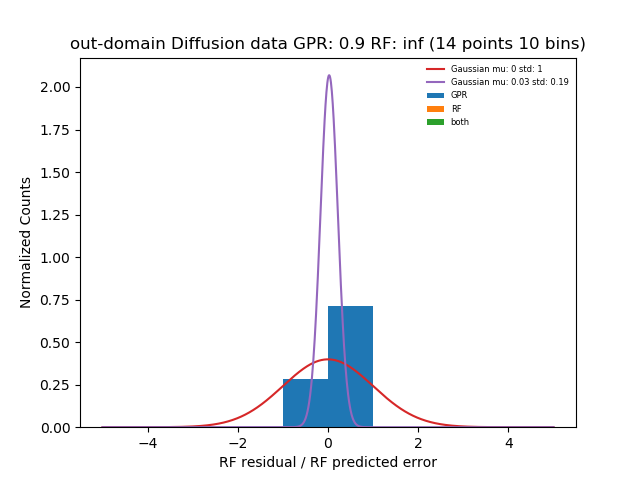 out-domain Diffusion data GPR: 0.9 RF: inf (14 points 10 bins)
Gaussian mu: 0 std: 1
Gaussian mu: 0.03 std: 0.19
GPR
RF
both
2.00
1.75
1.50
1.25
1.00
0.75
0.50
0.25
0.00
Normalized Counts
−4
−2
0
2
4
RF residual / RF predicted error